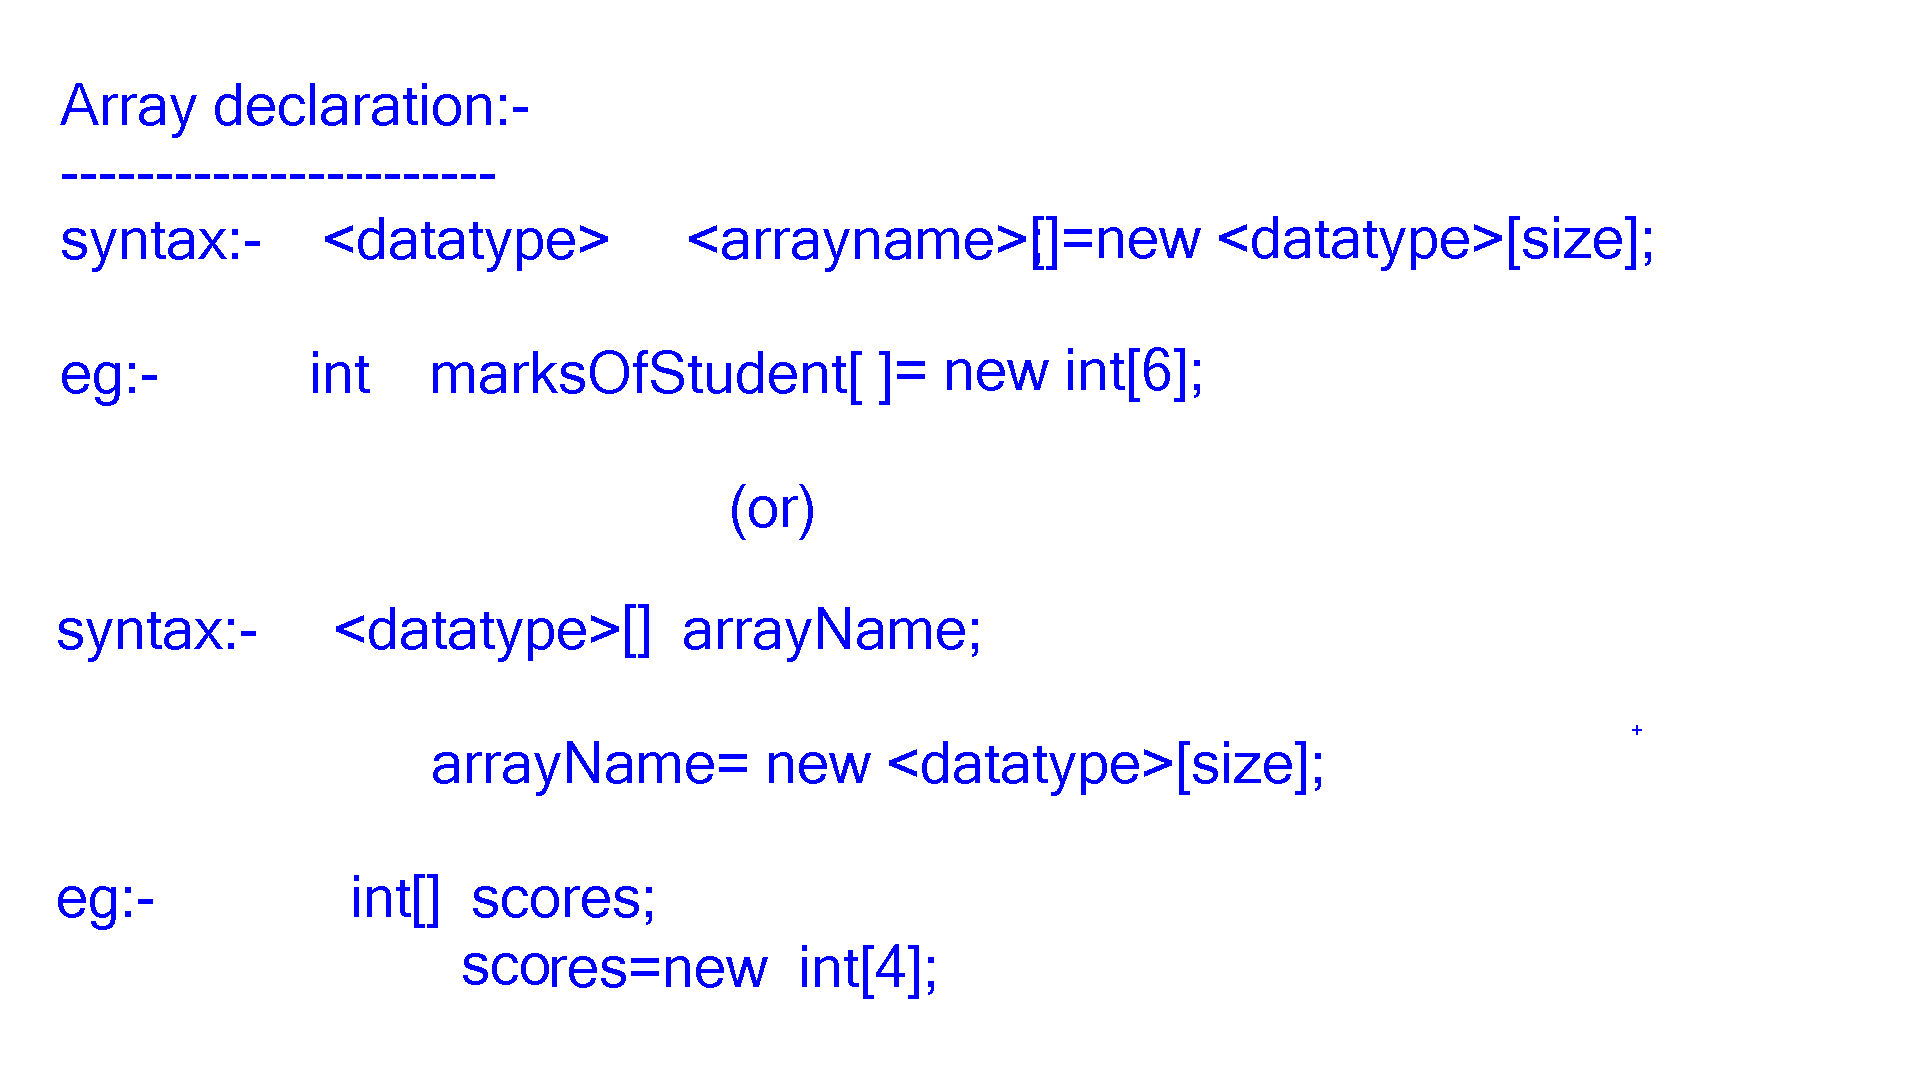 Array declaration:-
-----------------------
syntax:- <datatype> <arrayname>[]=new <datatype>[size];
eg:- int marksOfStudent[ ]= new int[6];
(or)
syntax:- <datatype>[] arrayName;
arrayName= new <datatype>[size];
eg:- int[] scores;
scores=new int[4];